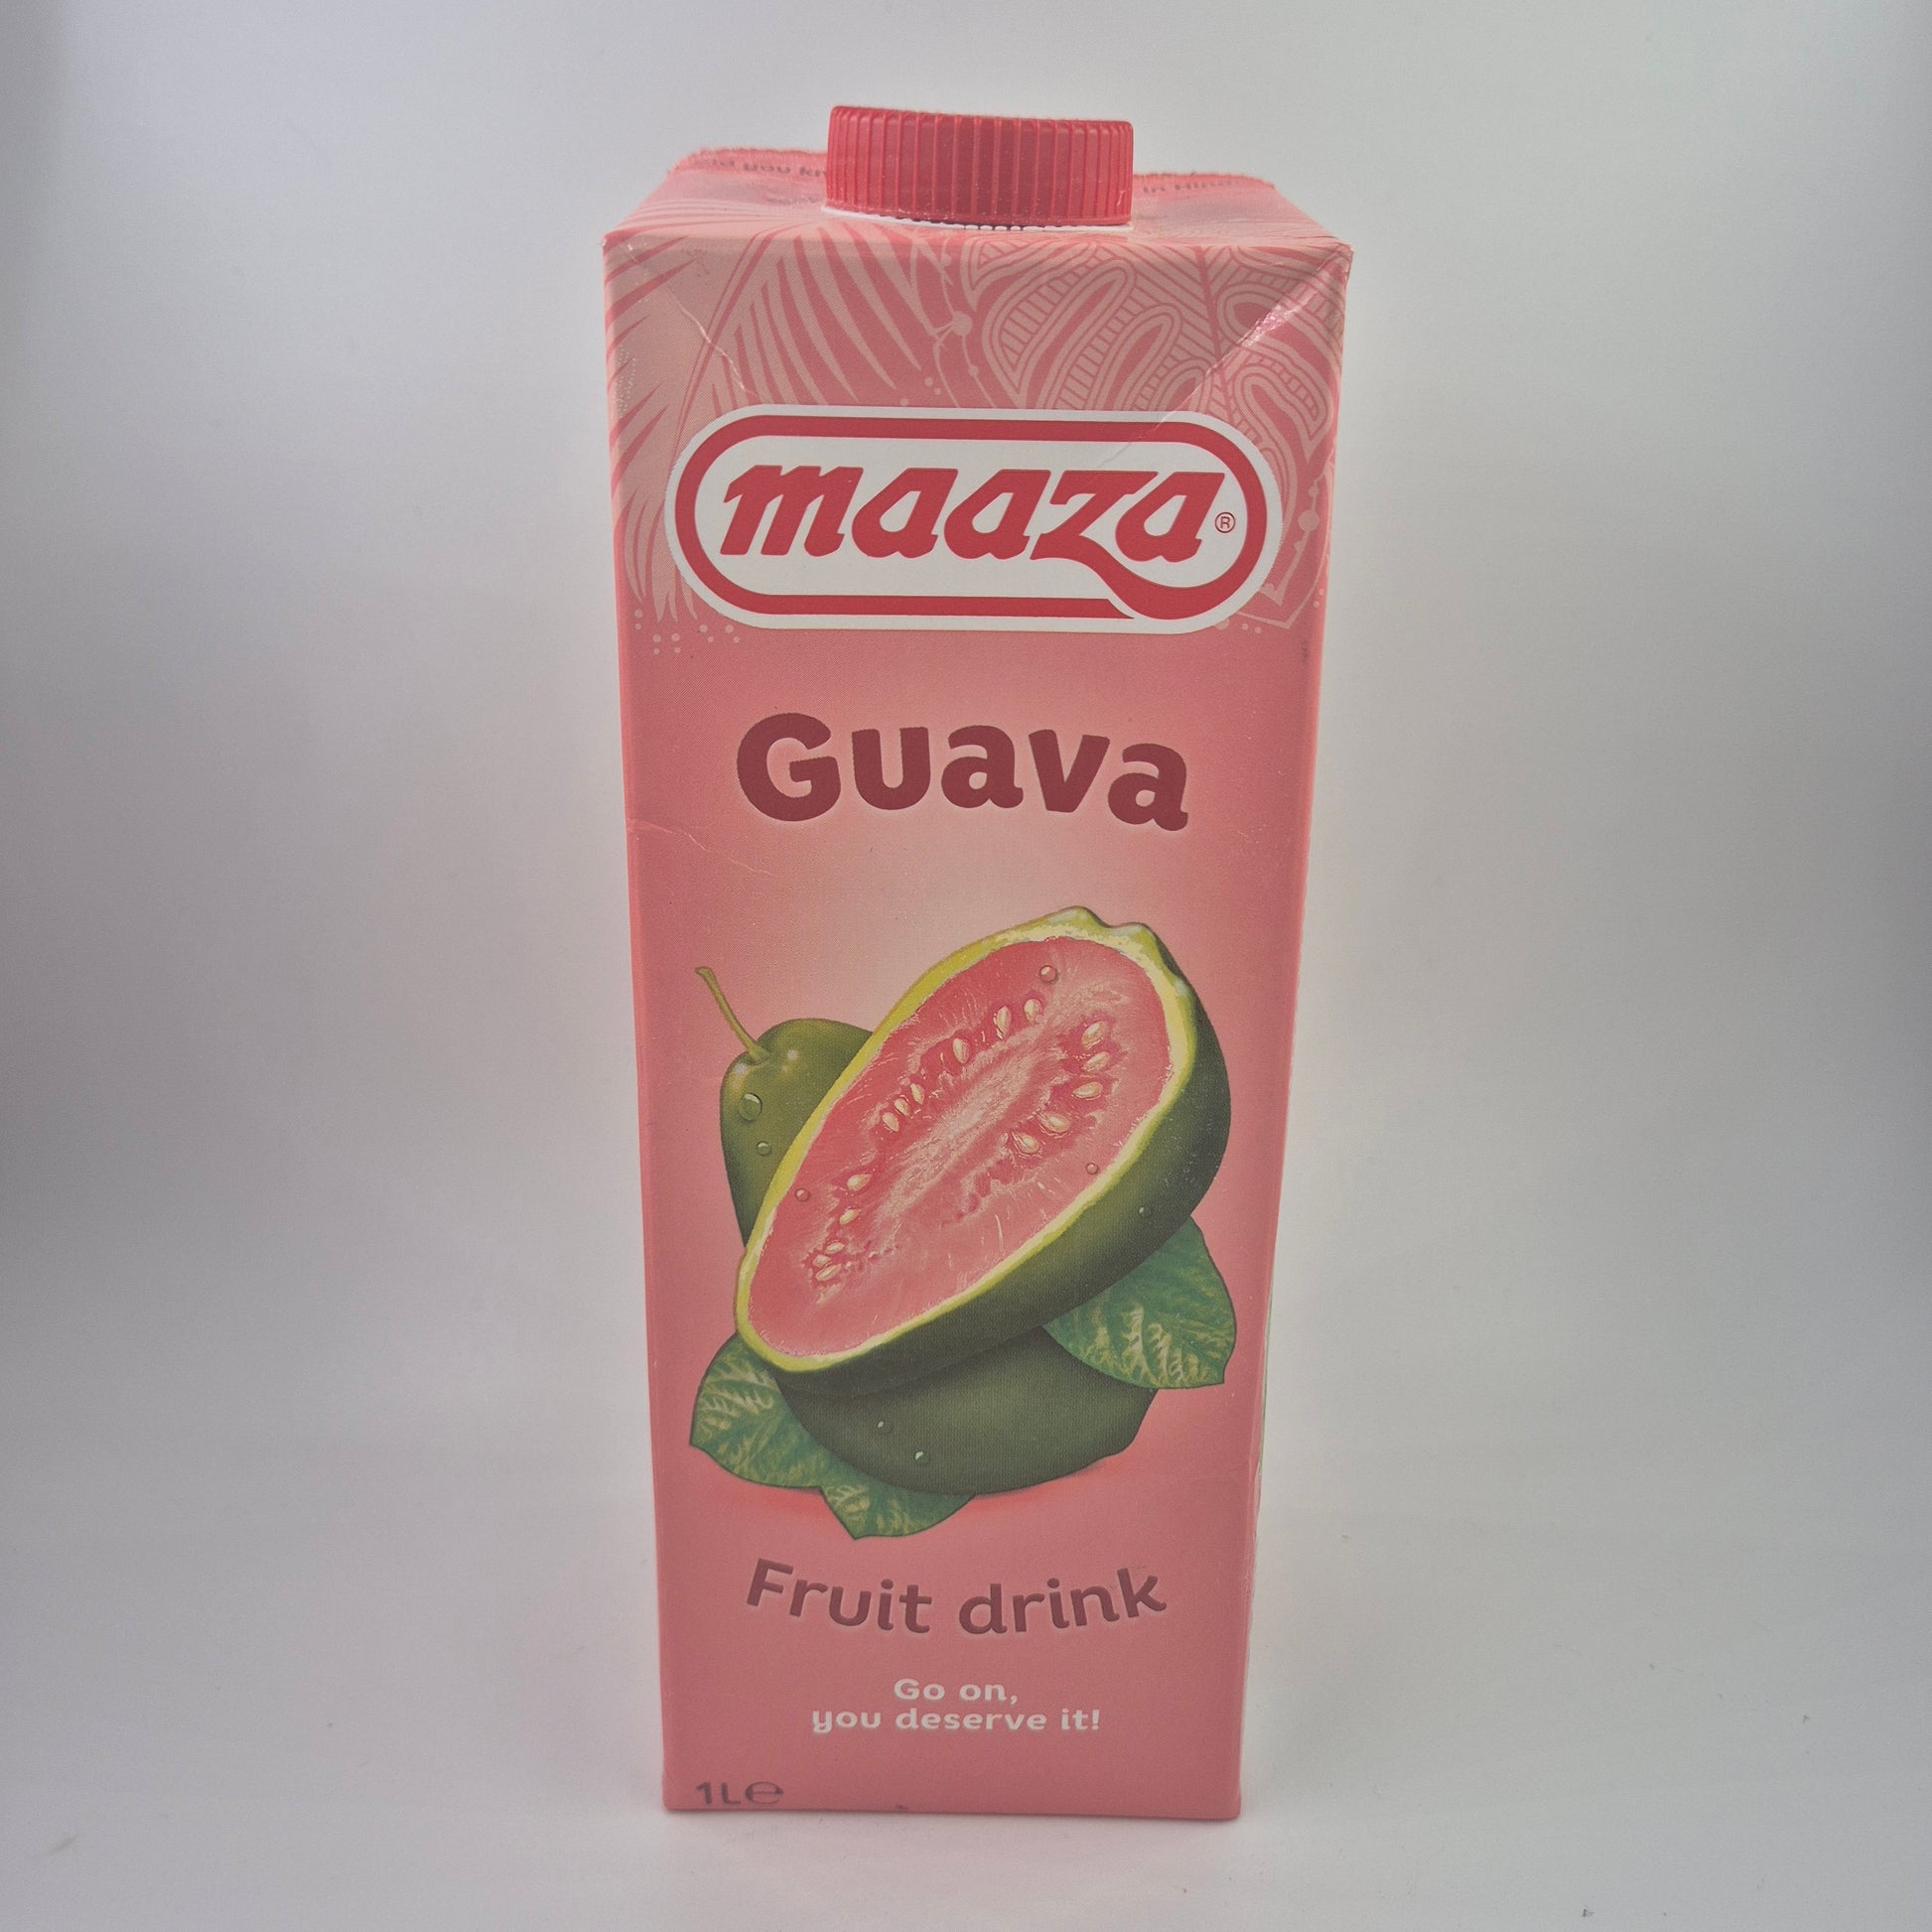 maaza®
Guava
Fruit drink
Go on,
you deserve it!
1L℮